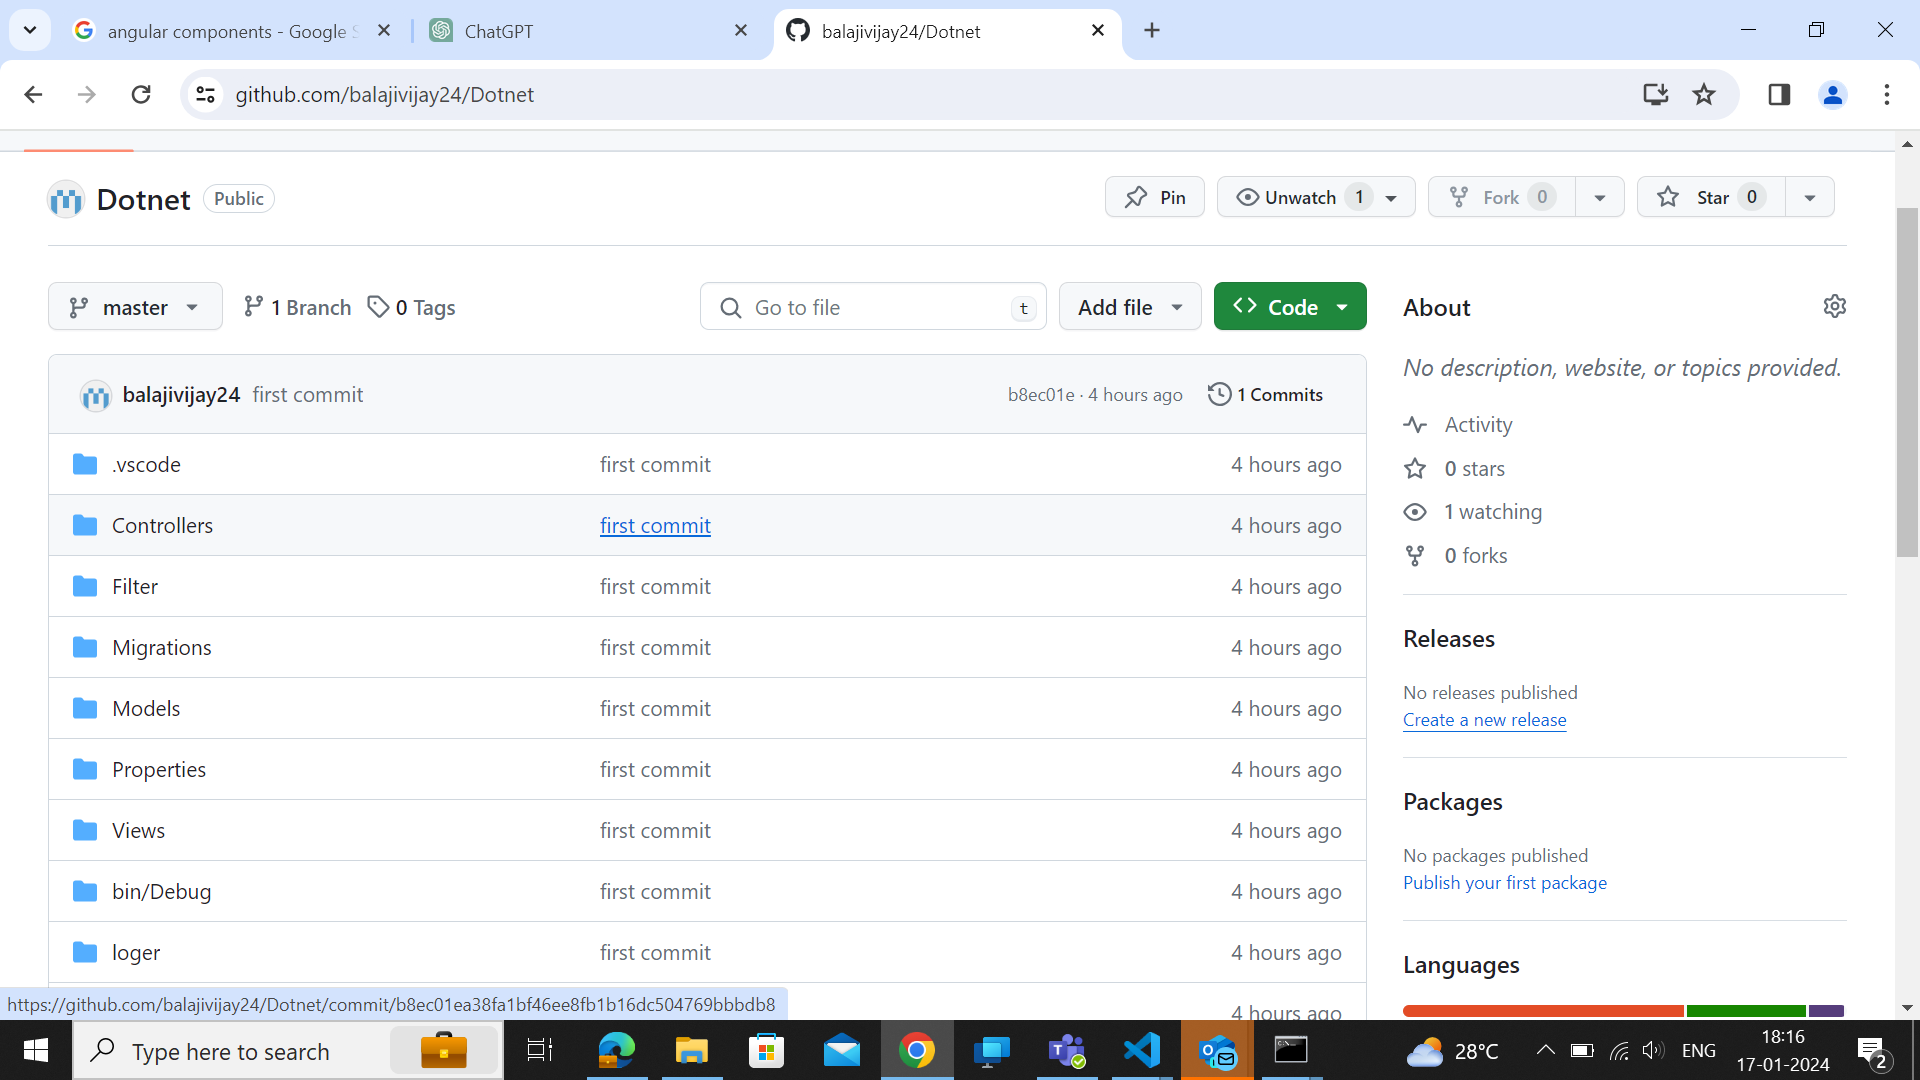 angular components - Google S
ChatGPT
balajivijay24/Dotnet
github.com/balajivijay24/Dotnet
Dotnet
Public
Pin
Unwatch 1
Fork 0
Star 0
master
1 Branch
0 Tags
Go to file
t
Add file
Code
balajivijay24 first commit
b8ec01e · 4 hours ago
1 Commits
.vscode first commit 4 hours ago
Controllers first commit 4 hours ago
Filter first commit 4 hours ago
Migrations first commit 4 hours ago
Models first commit 4 hours ago
Properties first commit 4 hours ago
Views first commit 4 hours ago
bin/Debug first commit 4 hours ago
loger first commit 4 hours ago
4 hours ago
About
No description, website, or topics provided.
Activity
0 stars
1 watching
0 forks
Releases
No releases published
Create a new release
Packages
No packages published
Publish your first package
Languages
https://github.com/balajivijay24/Dotnet/commit/b8ec01ea38fa1bf46ee8fb1b16dc504769bbbdb8
Type here to search
28°C
ENG
18:16
17-01-2024
2